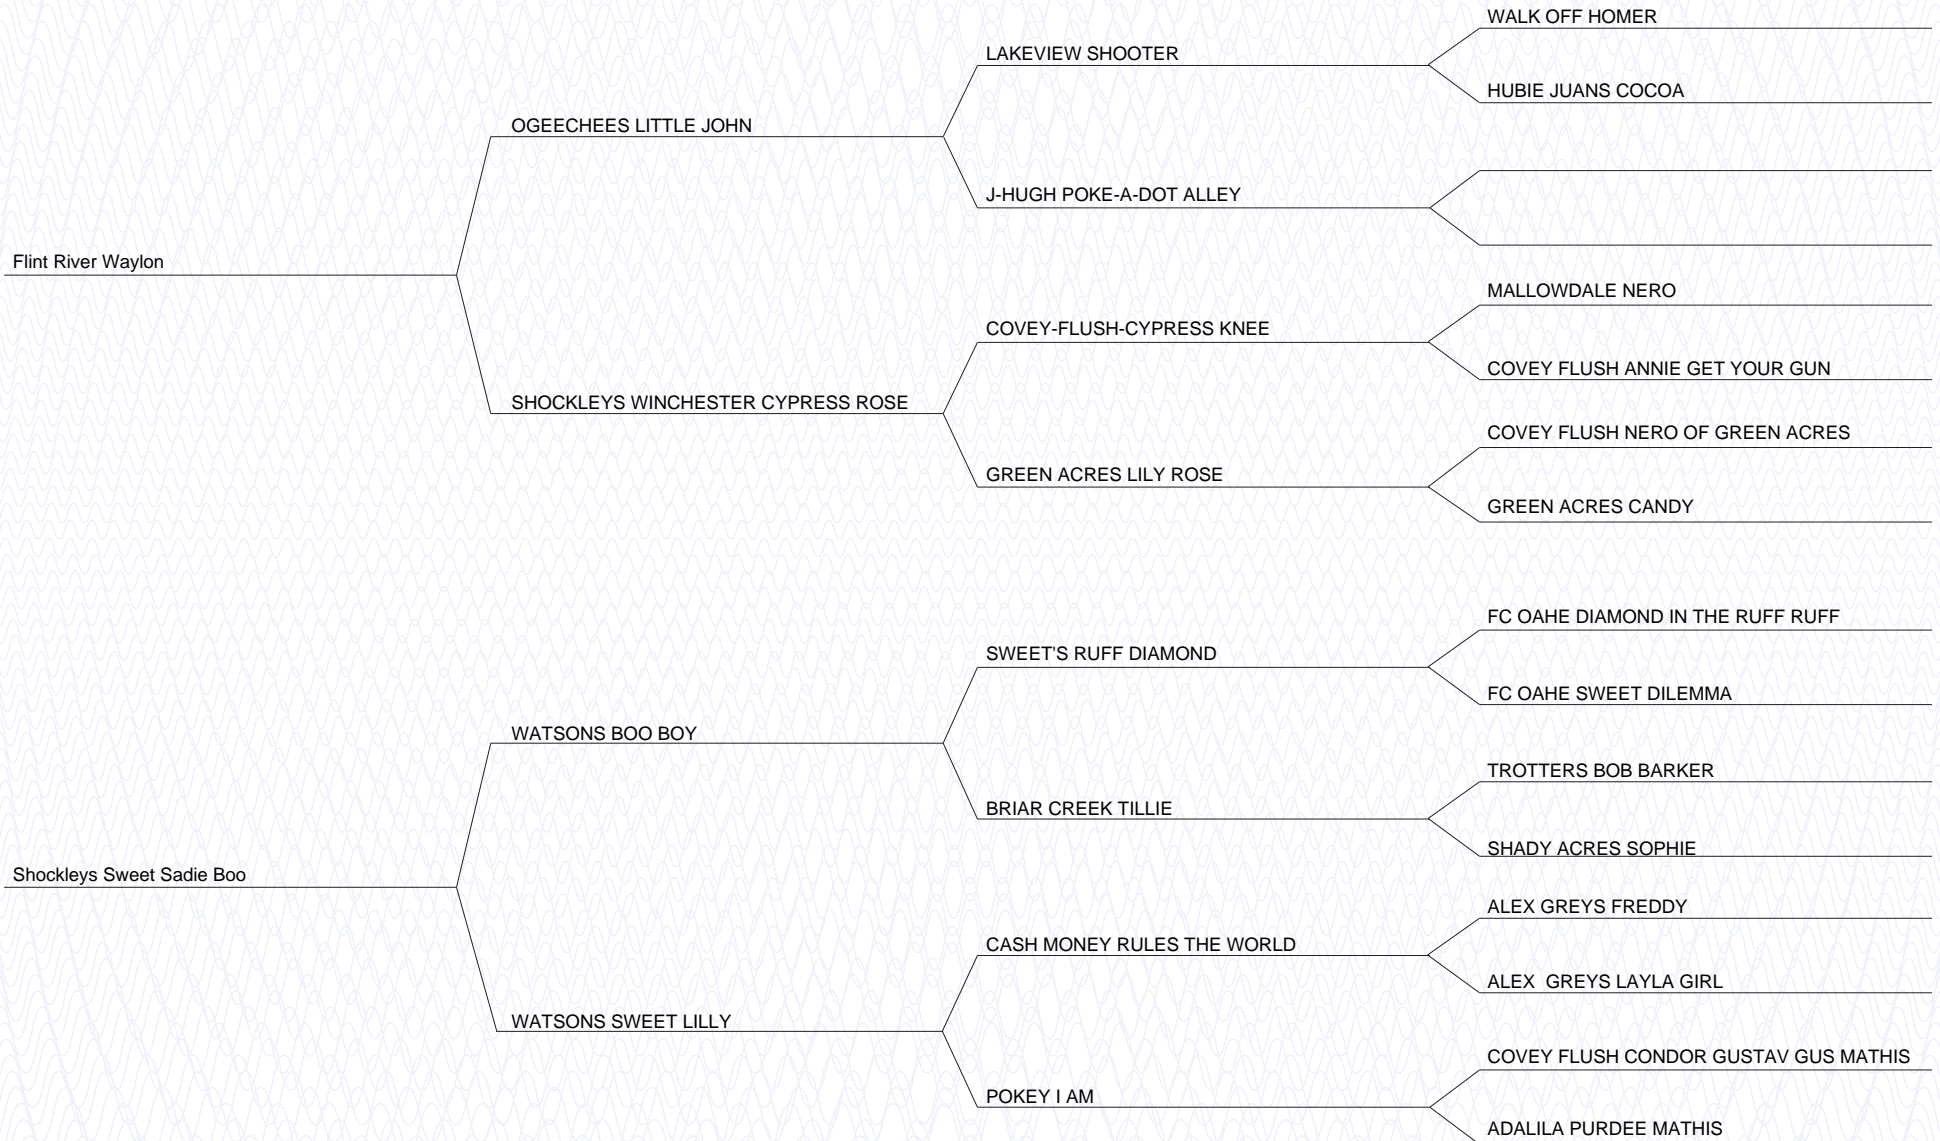 WALK OFF HOMER
LAKEVIEW SHOOTER
HUBIE JUANS COCOA
OGEECHEES LITTLE JOHN
J-HUGH POKE-A-DOT ALLEY
Flint River Waylon
MALLOWDALE NERO
COVEY-FLUSH-CYPRESS KNEE
COVEY FLUSH ANNIE GET YOUR GUN
SHOCKLEYS WINCHESTER CYPRESS ROSE
COVEY FLUSH NERO OF GREEN ACRES
GREEN ACRES LILY ROSE
GREEN ACRES CANDY
FC OAHE DIAMOND IN THE RUFF RUFF
SWEET'S RUFF DIAMOND
FC OAHE SWEET DILEMMA
WATSONS BOO BOY
TROTTERS BOB BARKER
BRIAR CREEK TILLIE
SHADY ACRES SOPHIE
Shockleys Sweet Sadie Boo
ALEX GREYS FREDDY
CASH MONEY RULES THE WORLD
ALEX  GREYS LAYLA GIRL
WATSONS SWEET LILLY
COVEY FLUSH CONDOR GUSTAV GUS MATHIS
POKEY I AM
ADALILA PURDEE MATHIS